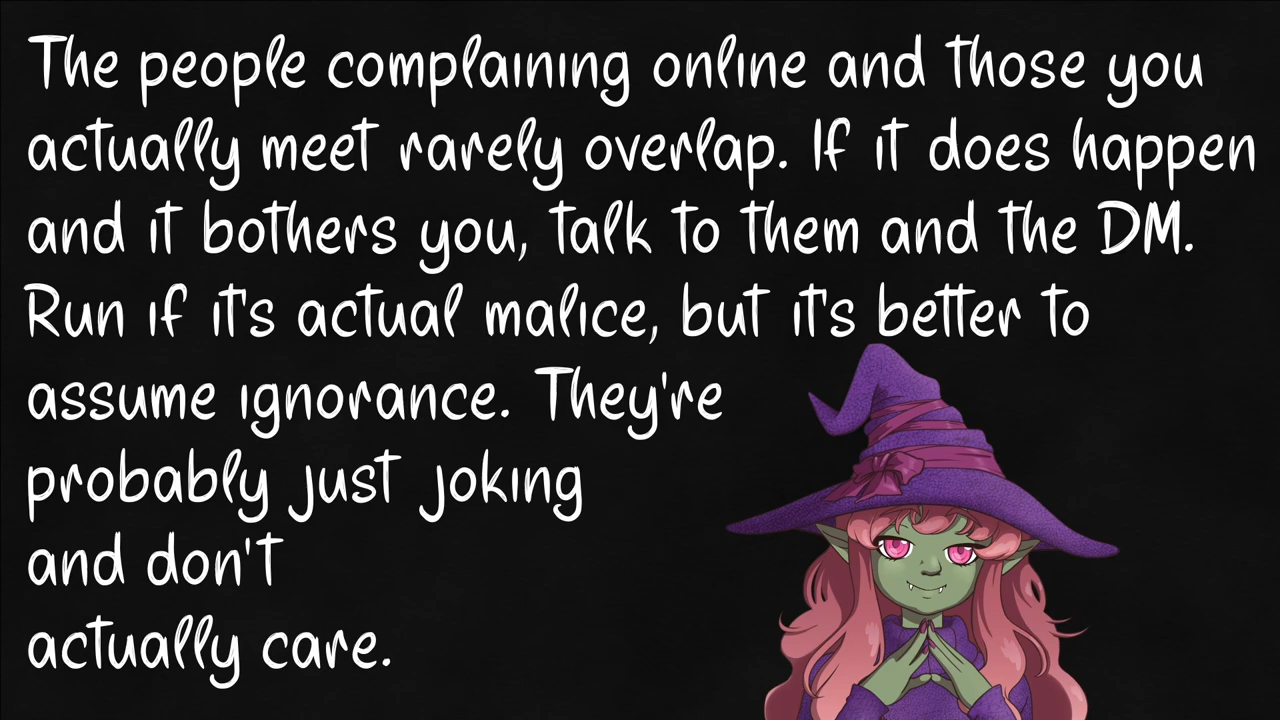 The people complaining online and those you
actually meet rarely overlap. If it does happen
and it bothers you, talk to them and the DM.
Run if it's actual malice, but it's better to
assume ignorance. They're
probably just joking
and don't
actually care.